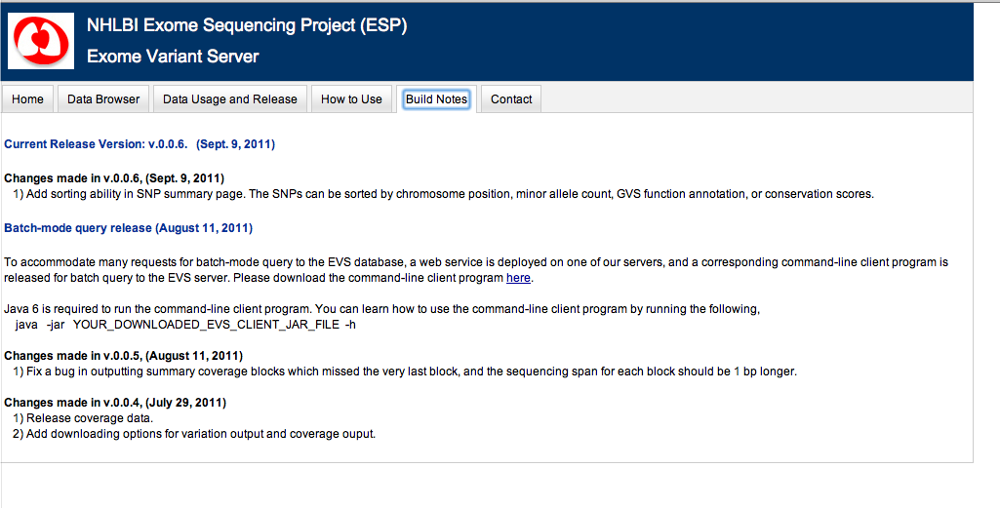 NHLBI Exome Sequencing Project (ESP)
Exome Variant Server
Home Data Browser Data Usage and Release How to Use Build Notes Contact
Current Release Version: v.0.0.6. (Sept. 9, 2011)
Changes made in v.0.0.6, (Sept. 9, 2011)
1) Add sorting ability in SNP summary page. The SNPs can be sorted by chromosome position, minor allele count, GVS function annotation, or conservation scores.
Batch-mode query release (August 11, 2011)
To accommodate many requests for batch-mode query to the EVS database, a web service is deployed on one of our servers, and a corresponding command-line client program is
released for batch query to the EVS server. Please download the command-line client program here.
Java 6 is required to run the command-line client program. You can learn how to use the command-line client program by running the following,
java -jar YOUR_DOWNLOADED_EVS_CLIENT_JAR_FILE -h
Changes made in v.0.0.5, (August 11, 2011)
1) Fix a bug in outputting summary coverage blocks which missed the very last block, and the sequencing span for each block should be 1 bp longer.
Changes made in v.0.0.4, (July 29, 2011)
1) Release coverage data.
2) Add downloading options for variation output and coverage ouput.